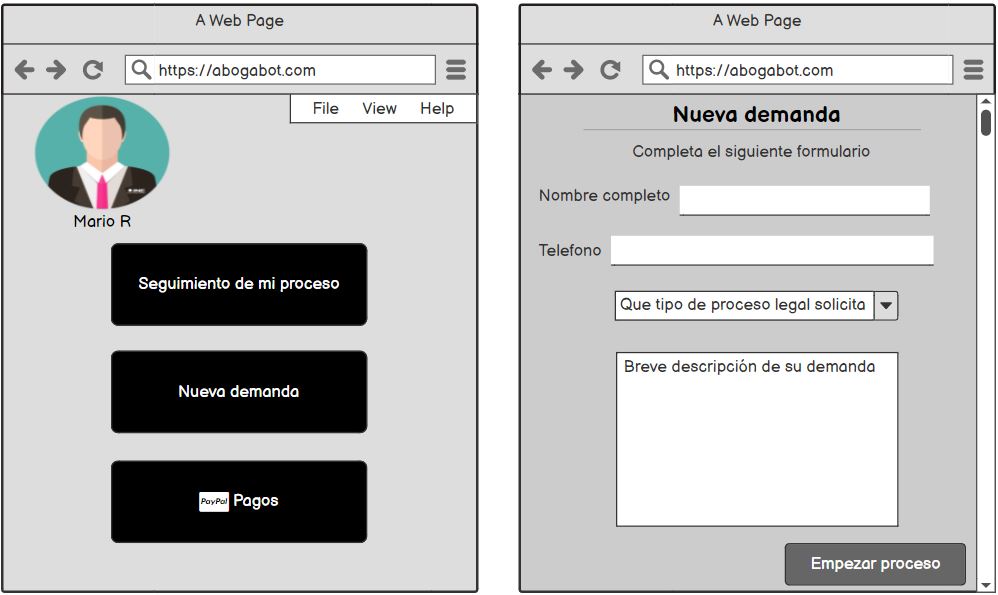 A Web Page
https://abogabot.com
File View Help
Mario R
Seguimiento de mi proceso
Nueva demanda
PayPal Pagos
A Web Page
https://abogabot.com
Nueva demanda
Completa el siguiente formulario
Nombre completo
Telefono
Que tipo de proceso legal solicita
Breve descripción de su demanda
Empezar proceso